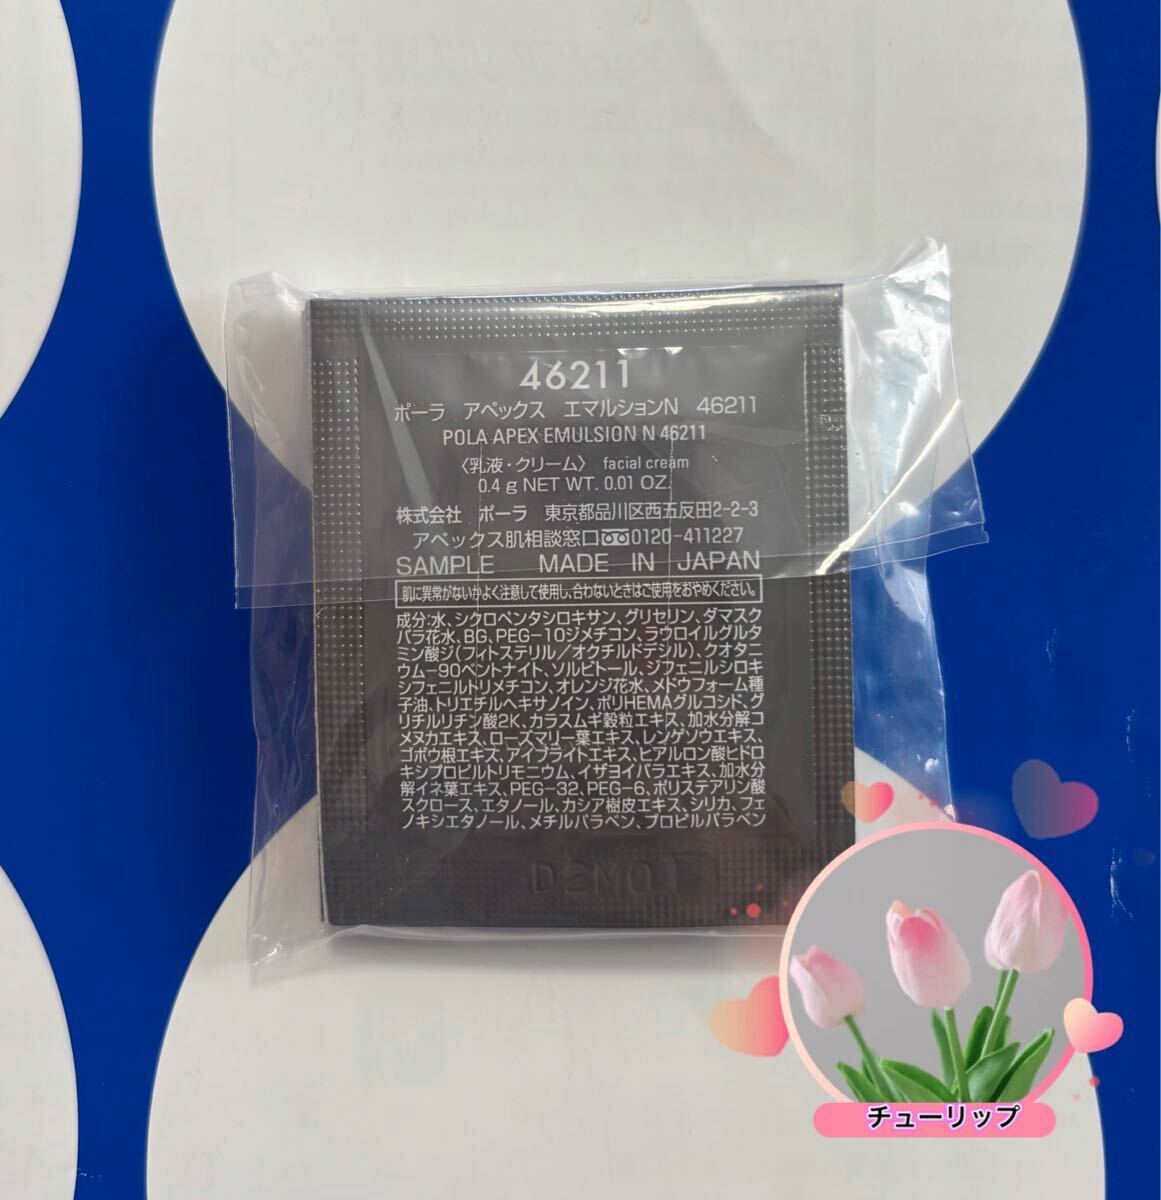 46211
ポーラ アペックス エマルションN 46211
POLA APEX EMULSION N 46211
〈乳液・クリーム〉 facial cream
0.4 g NET WT. 0.01 OZ.
株式会社 ポーラ 東京都品川区西五反田2-2-3
アペックス肌相談窓口 0120-411227
SAMPLE MADE IN JAPAN
肌に異常がないかよく注意して使用し、合わないときはご使用をおやめください。
成分:水、シクロペンタシロキサン、グリセリン、ダマスク
バラ花水、BG、PEG-10ジメチコン、ラウロイルグルタ
ミン酸ジ(フィトステリル/オクチルドデシル)、クオタニ
ウム-90ベントナイト、ソルビトール、ジフェニルシロキ
シフェニルトリメチコン、オレンジ花水、メドウフォーム種
子油、トリエチルヘキサノイン、ポリHEMAグルコシド、グ
リチルリチン酸2K、カラスムギ穀粒エキス、加水分解コ
メヌカエキス、ローズマリー葉エキス、レンゲソウエキス、
ゴボウ根エキス、アイブライトエキス、ヒアルロン酸ヒドロ
キシプロピルトリモニウム、イザヨイバラエキス、加水分
解イネ葉エキス、PEG-32、PEG-6、ポリステアリン酸
スクロース、エタノール、カシア樹皮エキス、シリカ、フェ
ノキシエタノール、メチルパラベン、プロピルパラベン
チューリップ